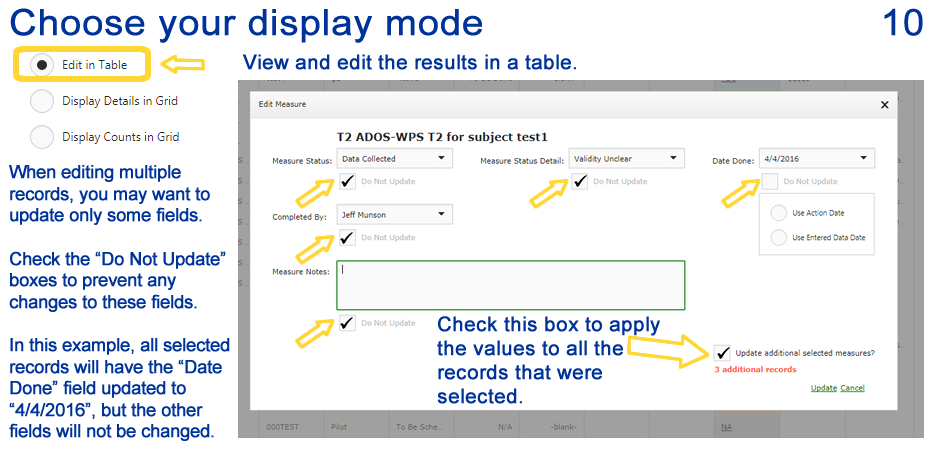 Choose your display mode 10
Edit in Table
Display Details in Grid
Display Counts in Grid
When editing multiple
records, you may want to
update only some fields.
Check the “Do Not Update”
boxes to prevent any
changes to these fields.
In this example, all selected
records will have the “Date
Done” field updated to
“4/4/2016”, but the other
fields will not be changed.
View and edit the results in a table.
Edit Measure
T2 ADOS-WPS T2 for subject test1
Measure Status: Data Collected Measure Status Detail: Validity Unclear Date Done: 4/4/2016
Do Not Update Do Not Update Do Not Update
Completed By: Jeff Munson Use Action Date
Do Not Update Use Entered Data Date
Measure Notes:
Do Not Update
Check this box to apply
the values to all the
records that were
selected.
Update additional selected measures?
3 additional records
Update Cancel
000TEST Pilot To Be Sche... N/A -blank- NA